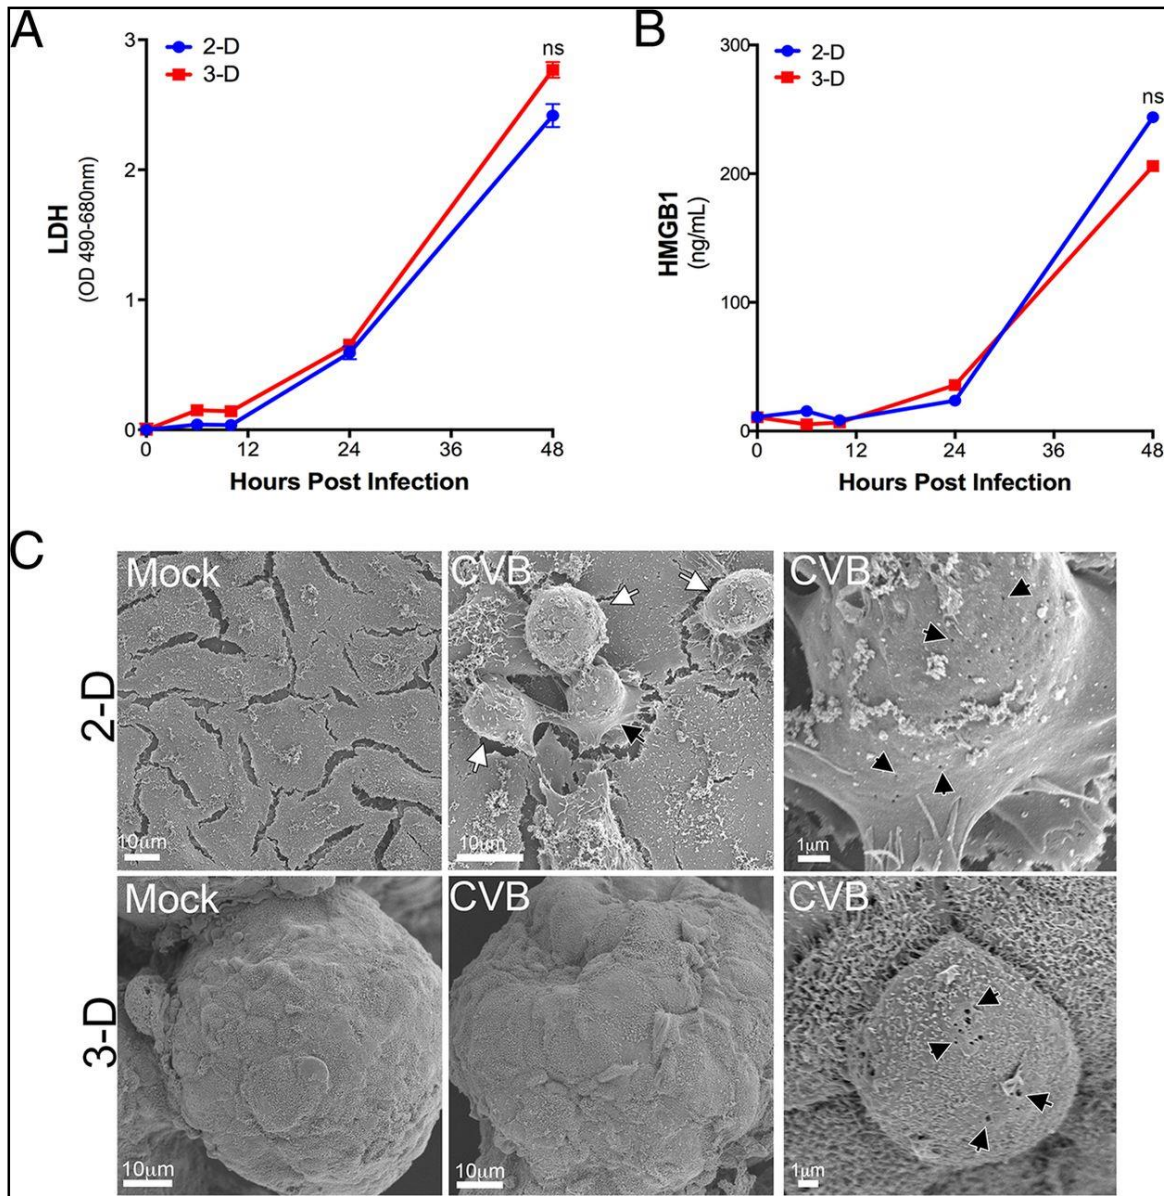 A
B
3
2
1
0
LDH
(OD 490-680nm)
2-D
3-D
ns
0 12 24 36 48
Hours Post Infection
300
200
100
0
HMGB1
(ng/mL)
2-D
3-D
ns
0 12 24 36 48
Hours Post Infection
C
2-D
Mock
10μm
CVB
10μm
CVB
1μm
3-D
Mock
10μm
CVB
10μm
CVB
1μm